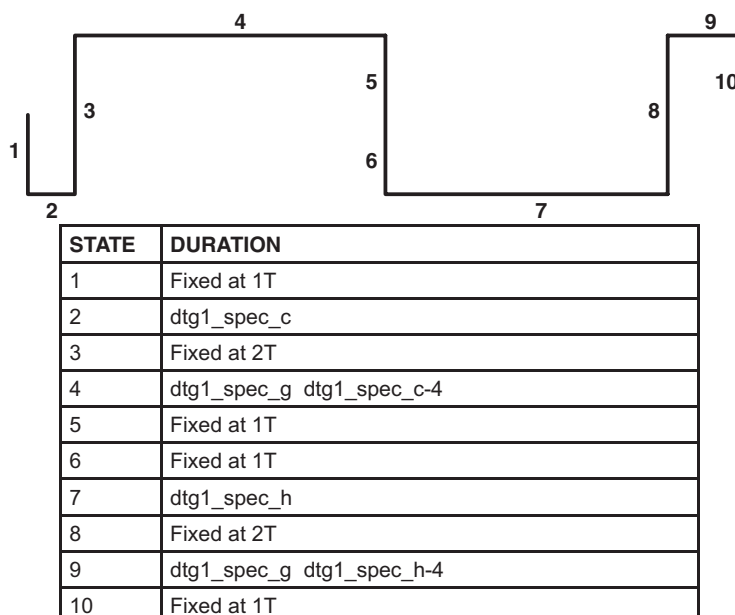 4
9
5
10
3
8
1
6
2
7
STATE DURATION
1 Fixed at 1T
2 dtg1_spec_c
3 Fixed at 2T
4 dtg1_spec_g dtg1_spec_c-4
5 Fixed at 1T
6 Fixed at 1T
7 dtg1_spec_h
8 Fixed at 2T
9 dtg1_spec_g dtg1_spec_h-4
10 Fixed at 1T